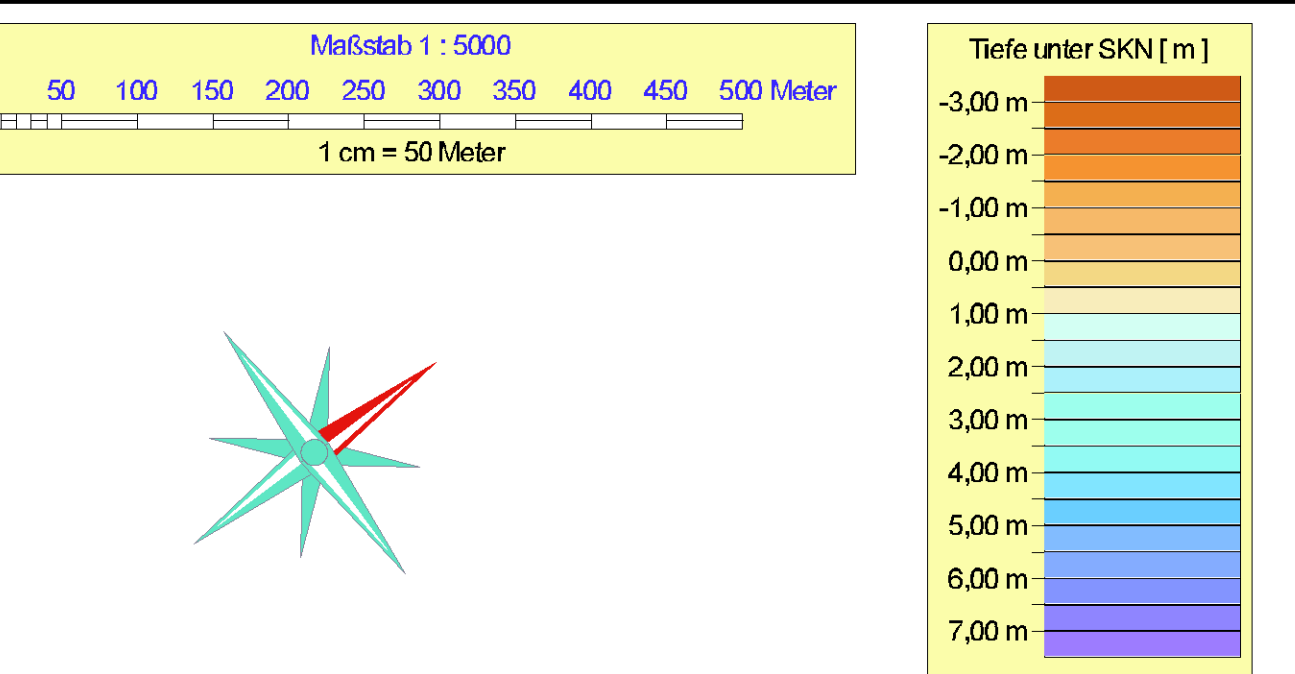 Maßstab 1 : 5000
50 100 150 200 250 300 350 400 450 500 Meter
1 cm = 50 Meter
Tiefe unter SKN [ m ]
-3,00 m
-2,00 m
-1,00 m
0,00 m
1,00 m
2,00 m
3,00 m
4,00 m
5,00 m
6,00 m
7,00 m